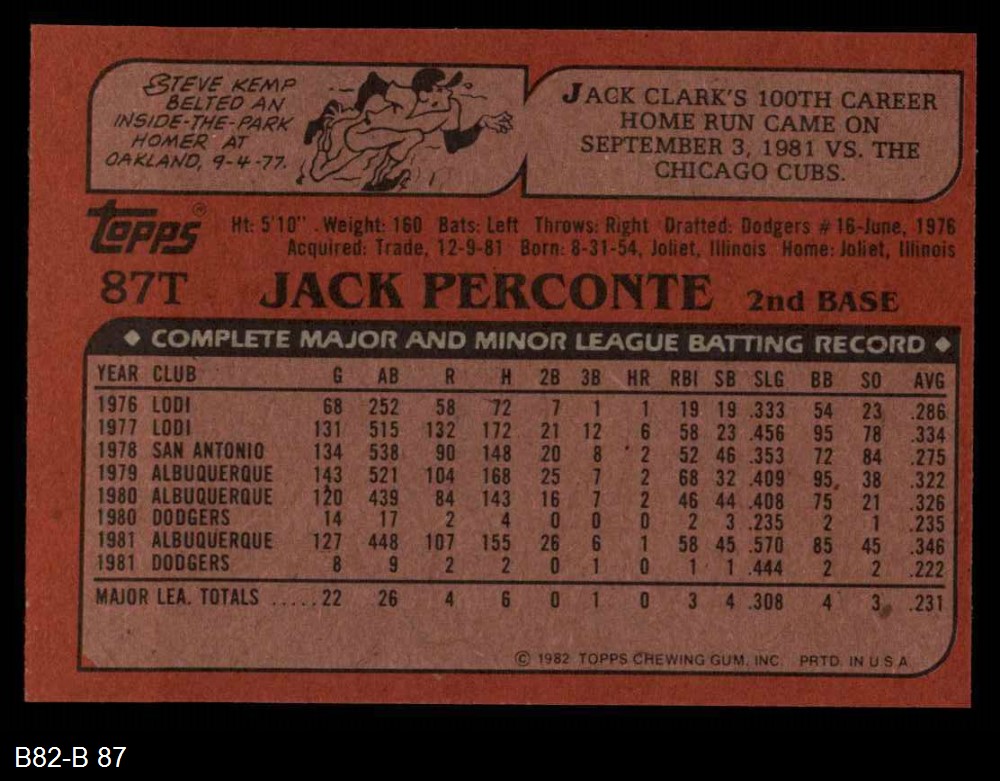 STEVE KEMP
BELTED AN
INSIDE-THE-PARK
HOMER AT
OAKLAND, 9-4-77.
JACK CLARK'S 100TH CAREER
HOME RUN CAME ON
SEPTEMBER 3, 1981 VS. THE
CHICAGO CUBS.
Topps®
Ht: 5'10" Weight: 160 Bats: Left Throws: Right Drafted: Dodgers #16-June, 1976
Acquired: Trade, 12-9-81 Born: 8-31-54, Joliet, Illinois Home: Joliet, Illinois
87T JACK PERCONTE 2nd BASE
◆ COMPLETE MAJOR AND MINOR LEAGUE BATTING RECORD ◆
YEAR CLUB G AB R H 2B 3B HR RBI SB SLG BB SO AVG
1976 LODI 68 252 58 72 7 1 1 19 19 .333 54 23 .286
1977 LODI 131 515 132 172 21 12 6 58 23 .456 95 78 .334
1978 SAN ANTONIO 134 538 90 148 20 8 2 52 46 .353 72 84 .275
1979 ALBUQUERQUE 143 521 104 168 25 7 2 68 32 .409 95 38 .322
1980 ALBUQUERQUE 120 439 84 143 16 7 2 46 44 .408 75 21 .326
1980 DODGERS 14 17 2 4 0 0 0 2 3 .235 2 1 .235
1981 ALBUQUERQUE 127 448 107 155 26 6 1 58 45 .570 85 45 .346
1981 DODGERS 8 9 2 2 0 1 0 1 1 .444 2 2 .222
MAJOR LEA. TOTALS .....22 26 4 6 0 1 0 3 4 .308 4 3 .231
© 1982 TOPPS CHEWING GUM, INC. PRTD. IN U S A
B82-B 87